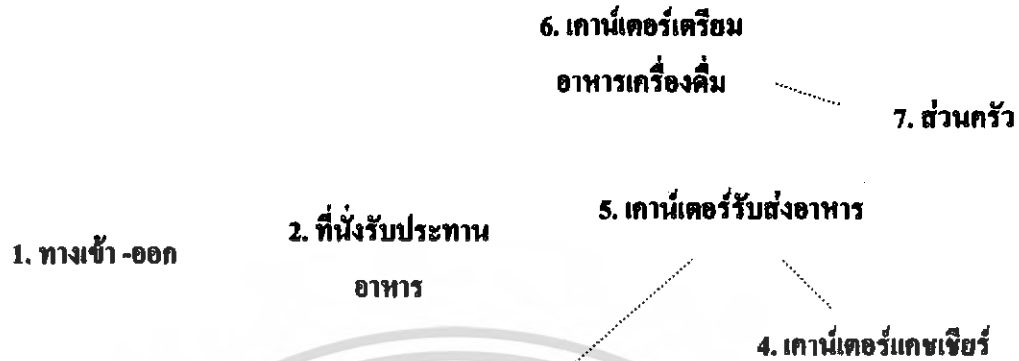 6. เคาน์เตอร์เตรียม
อาหารเครื่องดื่ม
7. ส่วนครัว
5. เคาน์เตอร์รับส่งอาหาร
2. ที่นั่งรับประทาน
อาหาร
1. ทางเข้า -ออก
4. เคาน์เตอร์แคชเชียร์